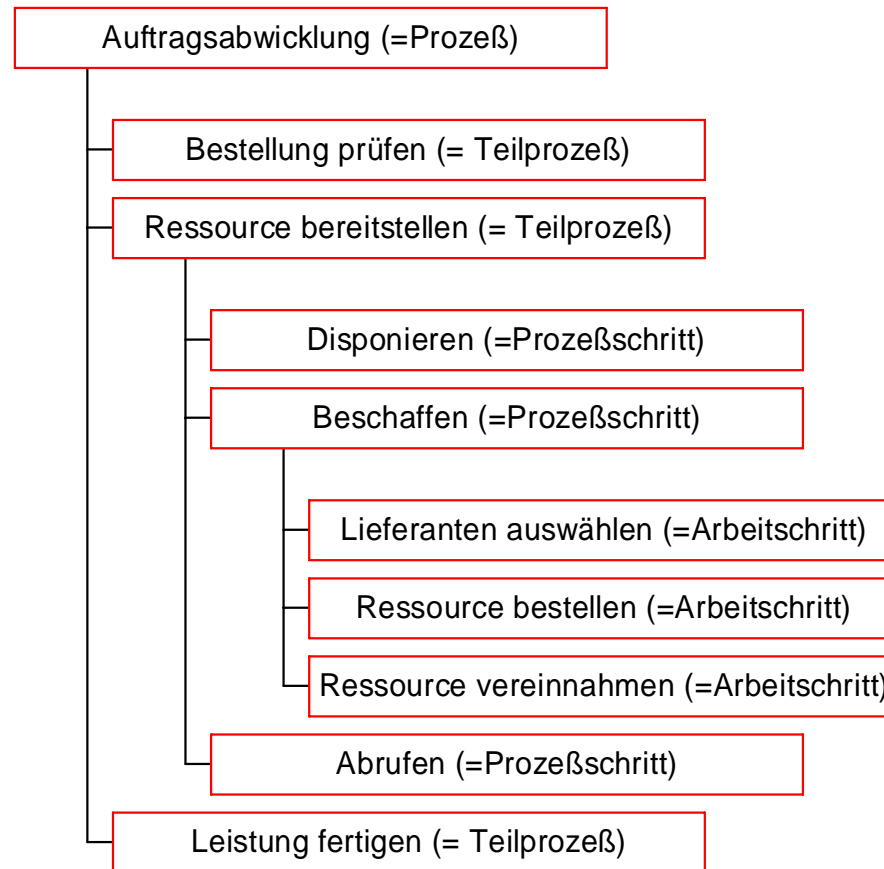 Auftragsabwicklung (=Prozeß)
Bestellung prüfen (= Teilprozeß)
Ressource bereitstellen (= Teilprozeß)
Disponieren (=Prozeßschritt)
Beschaffen (=Prozeßschritt)
Lieferanten auswählen (=Arbeitschritt)
Ressource bestellen (=Arbeitschritt)
Ressource vereinnahmen (=Arbeitschritt)
Abrufen (=Prozeßschritt)
Leistung fertigen (= Teilprozeß)